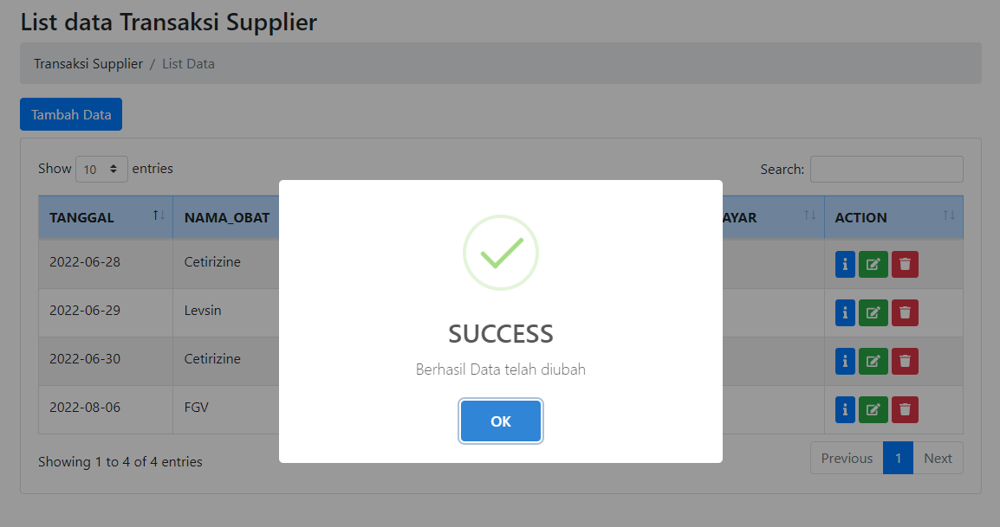 List data Transaksi Supplier
Transaksi Supplier / List Data
Tambah Data
Show 10 entries
Search:
TANGGAL NAMA_OBAT AYAR ACTION
2022-06-28 Cetirizine
2022-06-29 Levsin
2022-06-30 Cetirizine
2022-08-06 FGV
SUCCESS
Berhasil Data telah diubah
OK
Showing 1 to 4 of 4 entries
Previous 1 Next